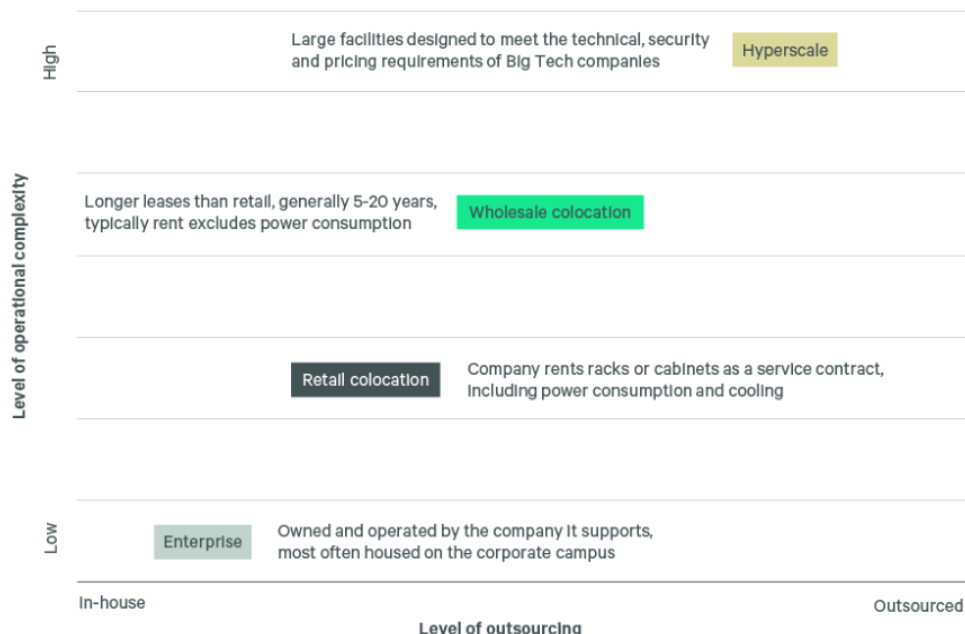 High
Large facilities designed to meet the technical, security
and pricing requirements of Big Tech companies
Hyperscale
Level of operational complexity
Longer leases than retail, generally 5-20 years,
typically rent excludes power consumption
Wholesale colocation
Retail colocation
Company rents racks or cabinets as a service contract,
including power consumption and cooling
Low
Enterprise
Owned and operated by the company it supports,
most often housed on the corporate campus
In-house
Outsourced
Level of outsourcing